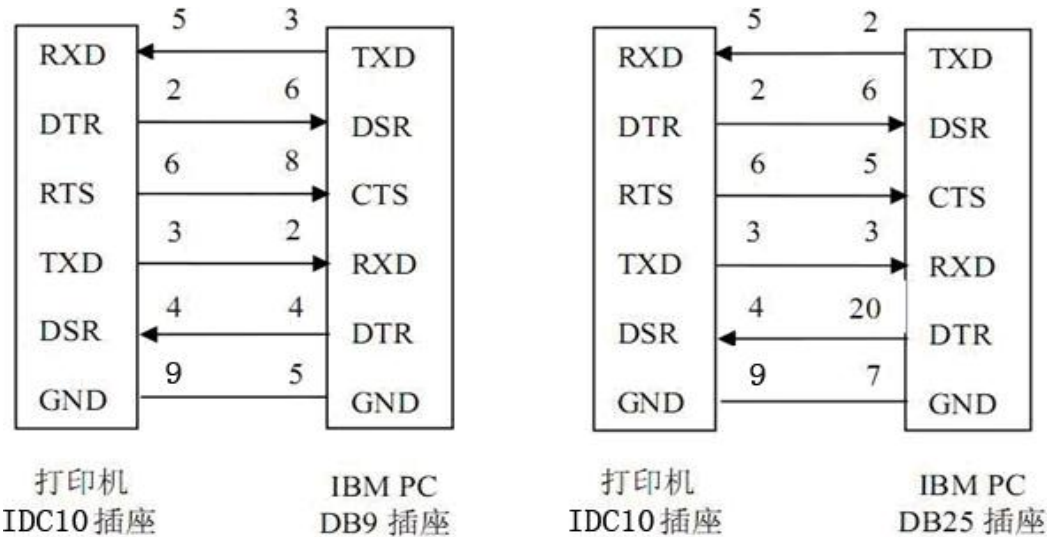 5 3
RXD TXD
2 6
DTR DSR
6 8
RTS CTS
3 2
TXD RXD
4 4
DSR DTR
9 5
GND GND
打印机 IBM PC
IDC10插座 DB9 插座
5 2
RXD TXD
2 6
DTR DSR
6 5
RTS CTS
3 3
TXD RXD
4 20
DSR DTR
9 7
GND GND
打印机 IBM PC
IDC10插座 DB25 插座